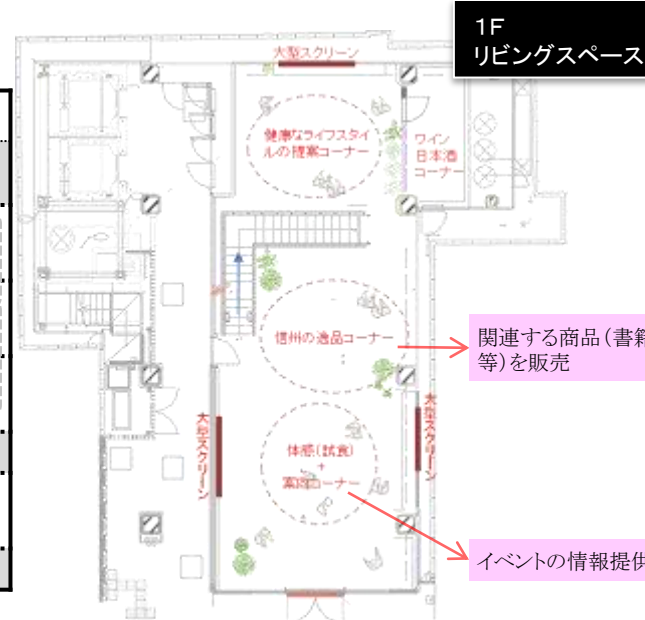 1F
リビングスペース
大型スクリーン
健康なライフスタイ
ルの提案コーナー
ワイン
日本酒
コーナー
信州の逸品コーナー
関連する商品(書籍
等)を販売
大型スクリーン
大型スクリーン
体感(試食)
+
案内コーナー
イベントの情報提供